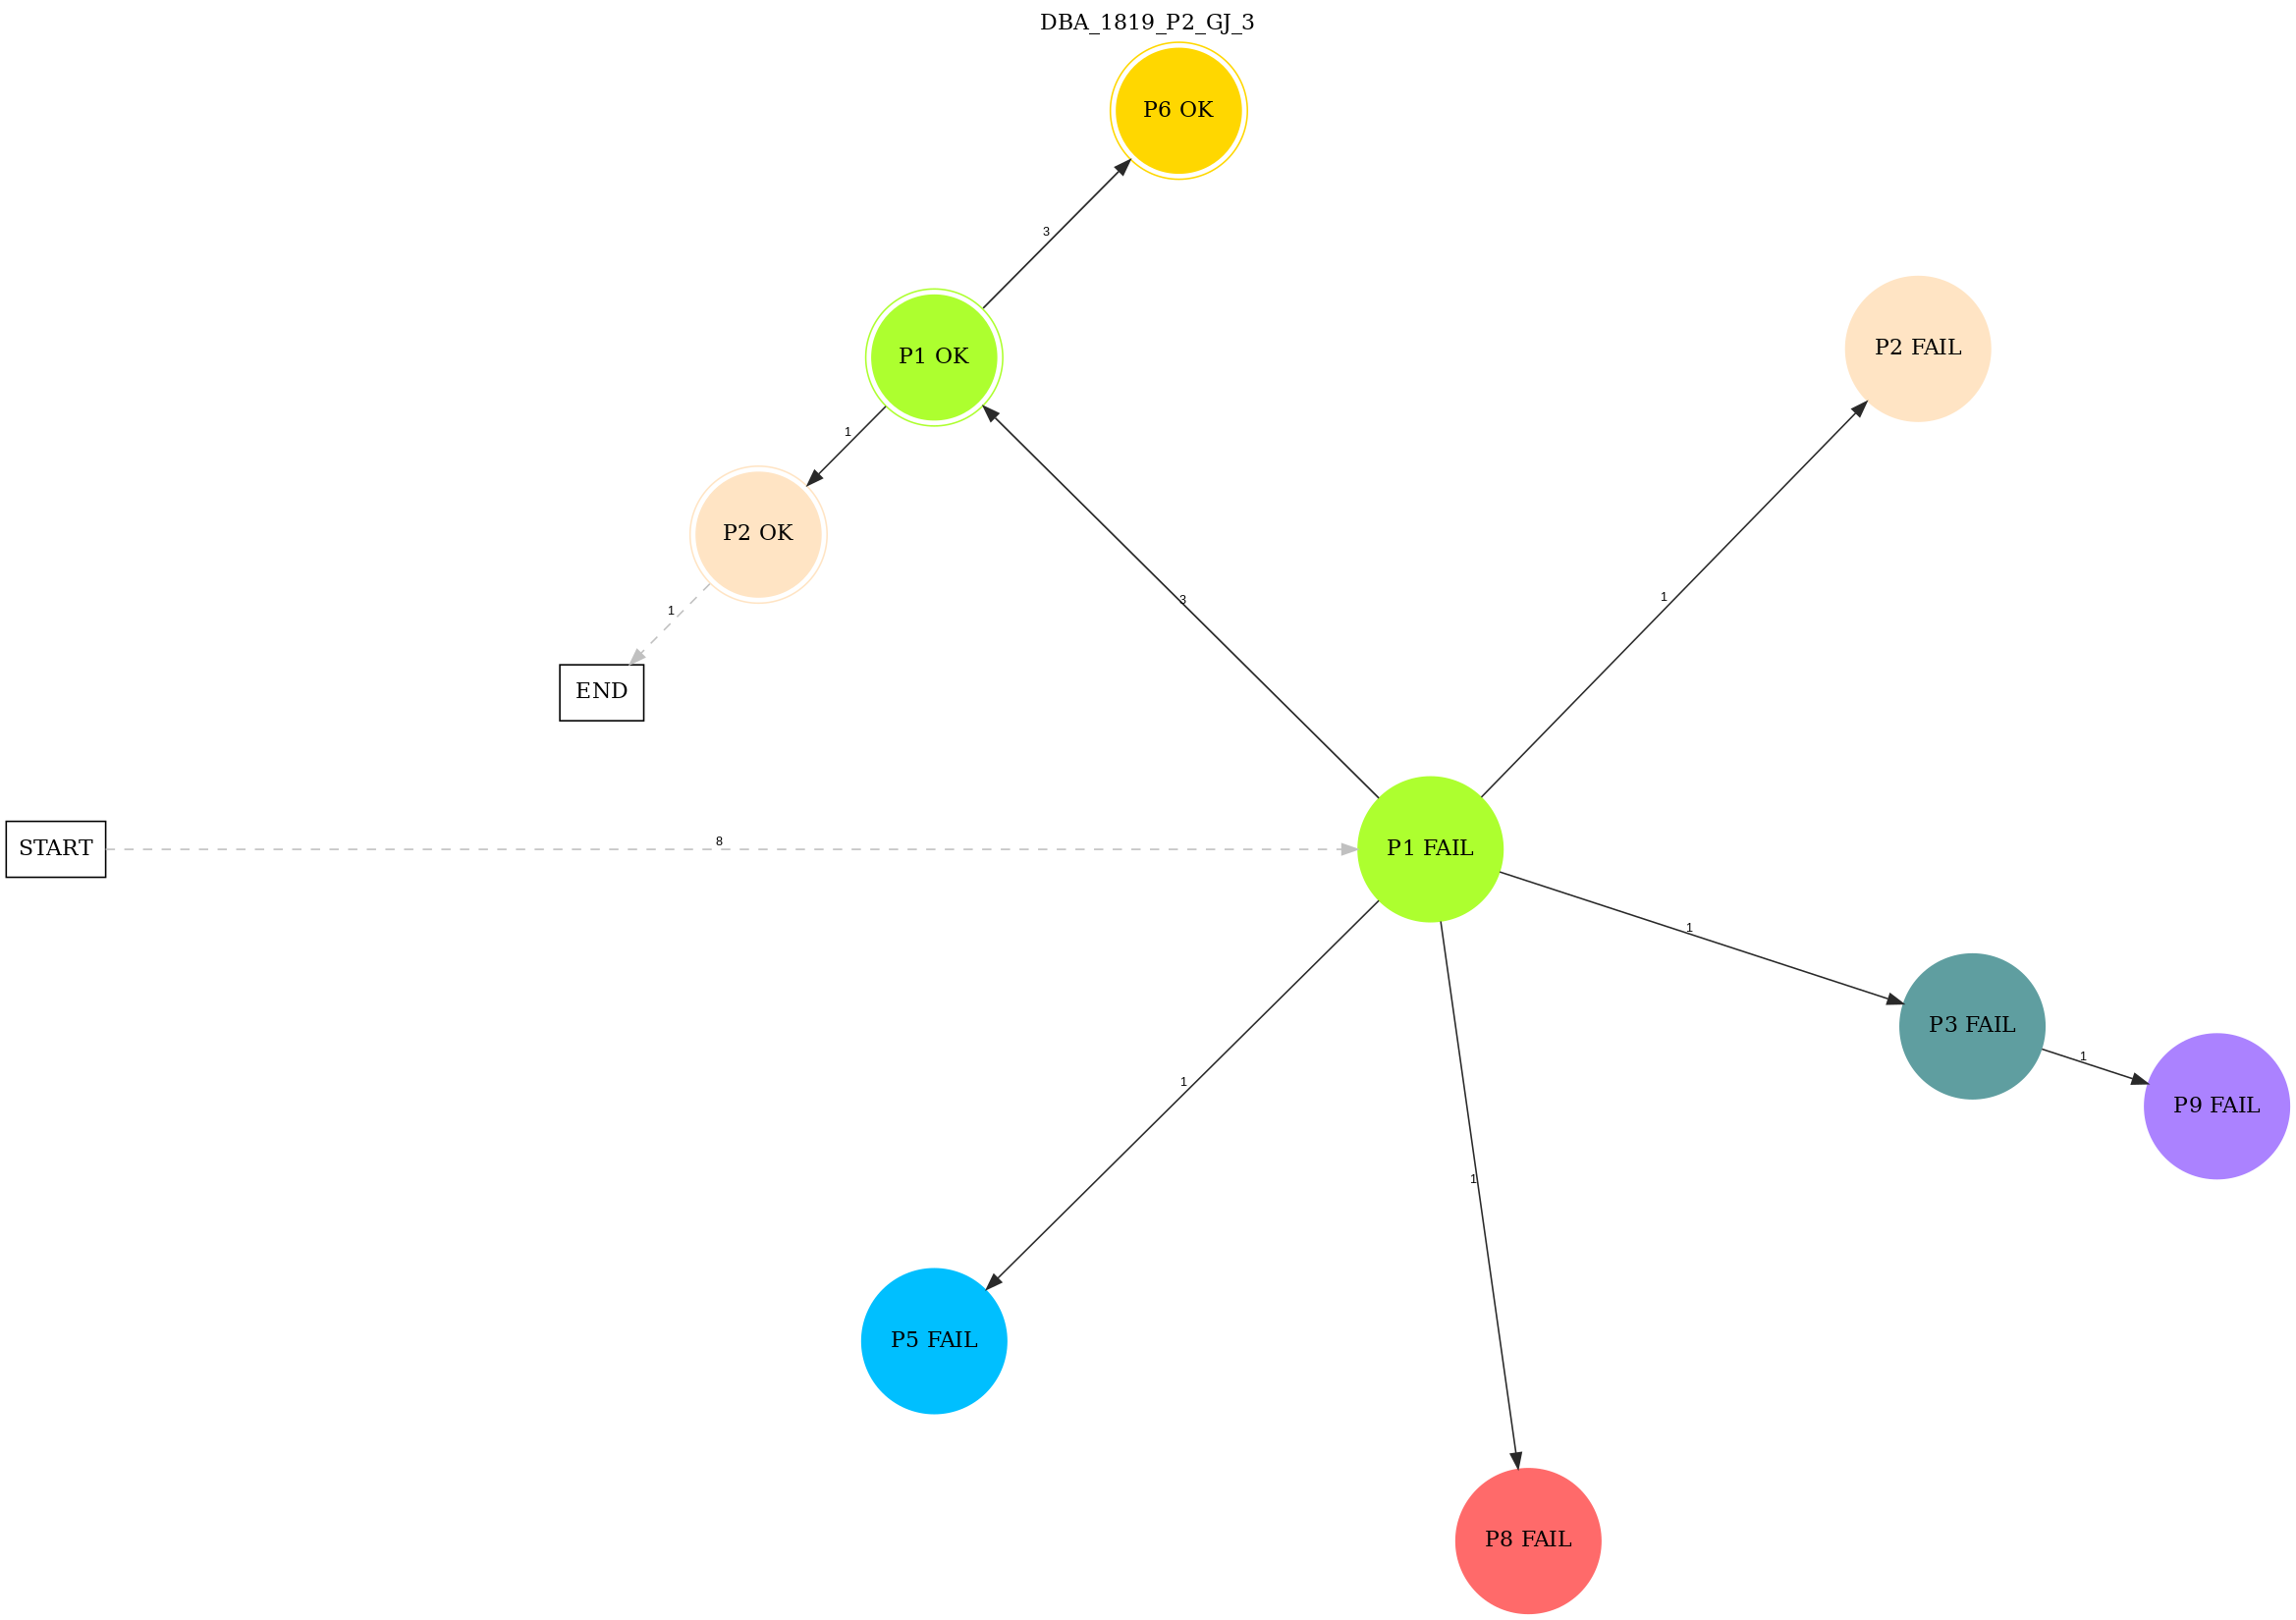 DBA_1819_P2_GJ_3
P6 OK
3
P1 OK
P2 FAIL
1
P2 OK
1
3
1
END
START
8
P1 FAIL
1
P3 FAIL
1
P9 FAIL
1
1
P5 FAIL
P8 FAIL